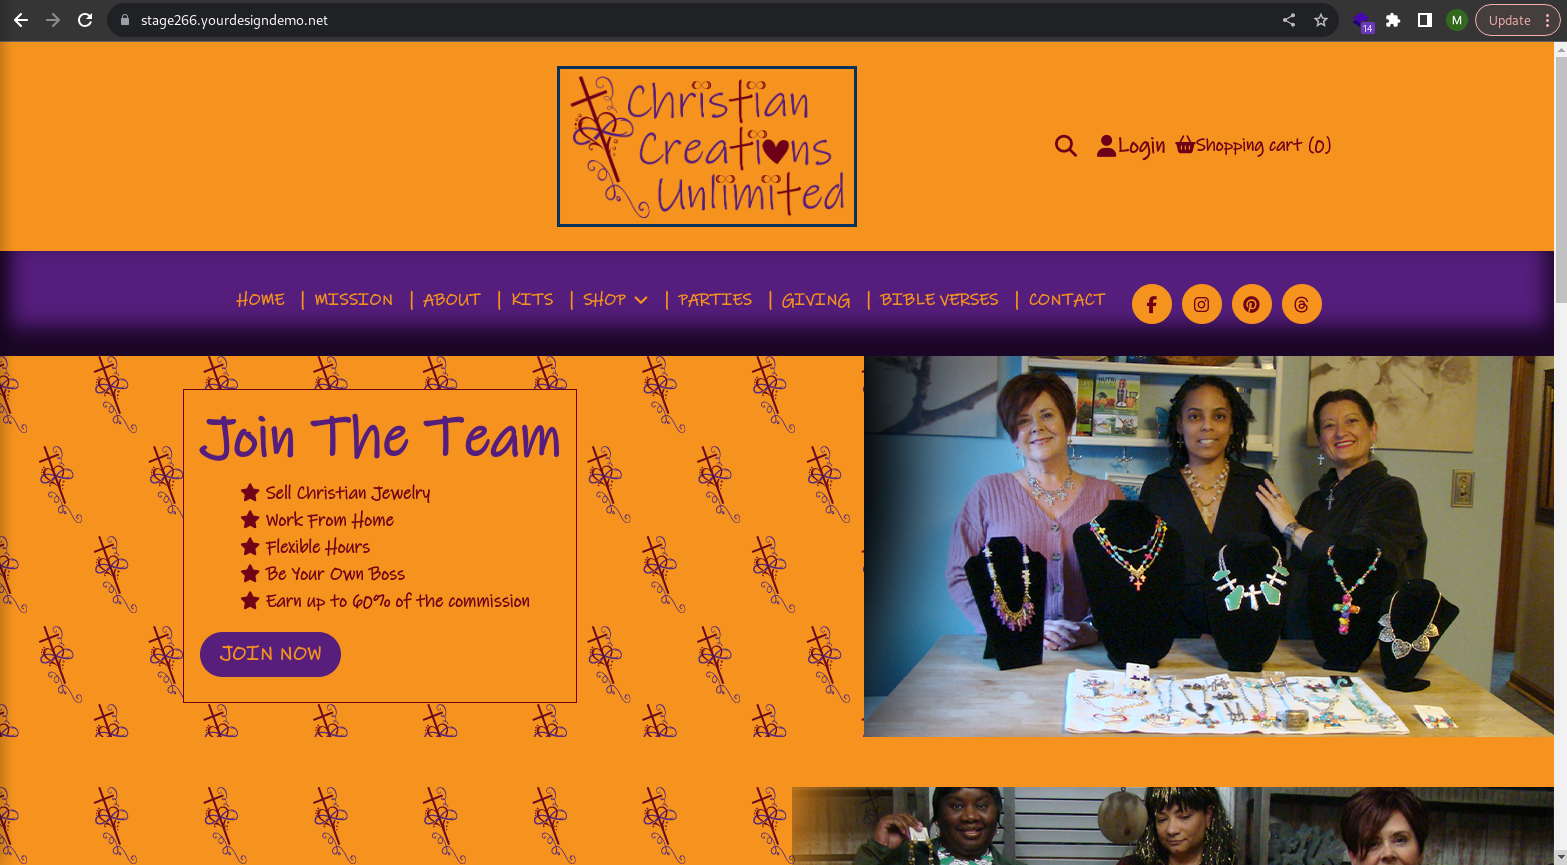 stage266.yourdesigndemo.net
14
M
Update
Christian
Creations
Unlimited
Login
Shopping cart (0)
HOME | MISSION | ABOUT | KITS | SHOP | PARTIES | GIVING | BIBLE VERSES | CONTACT
Join The Team
Sell Christian Jewelry
Work From Home
Flexible Hours
Be Your Own Boss
Earn up to 60% of the commission
JOIN NOW